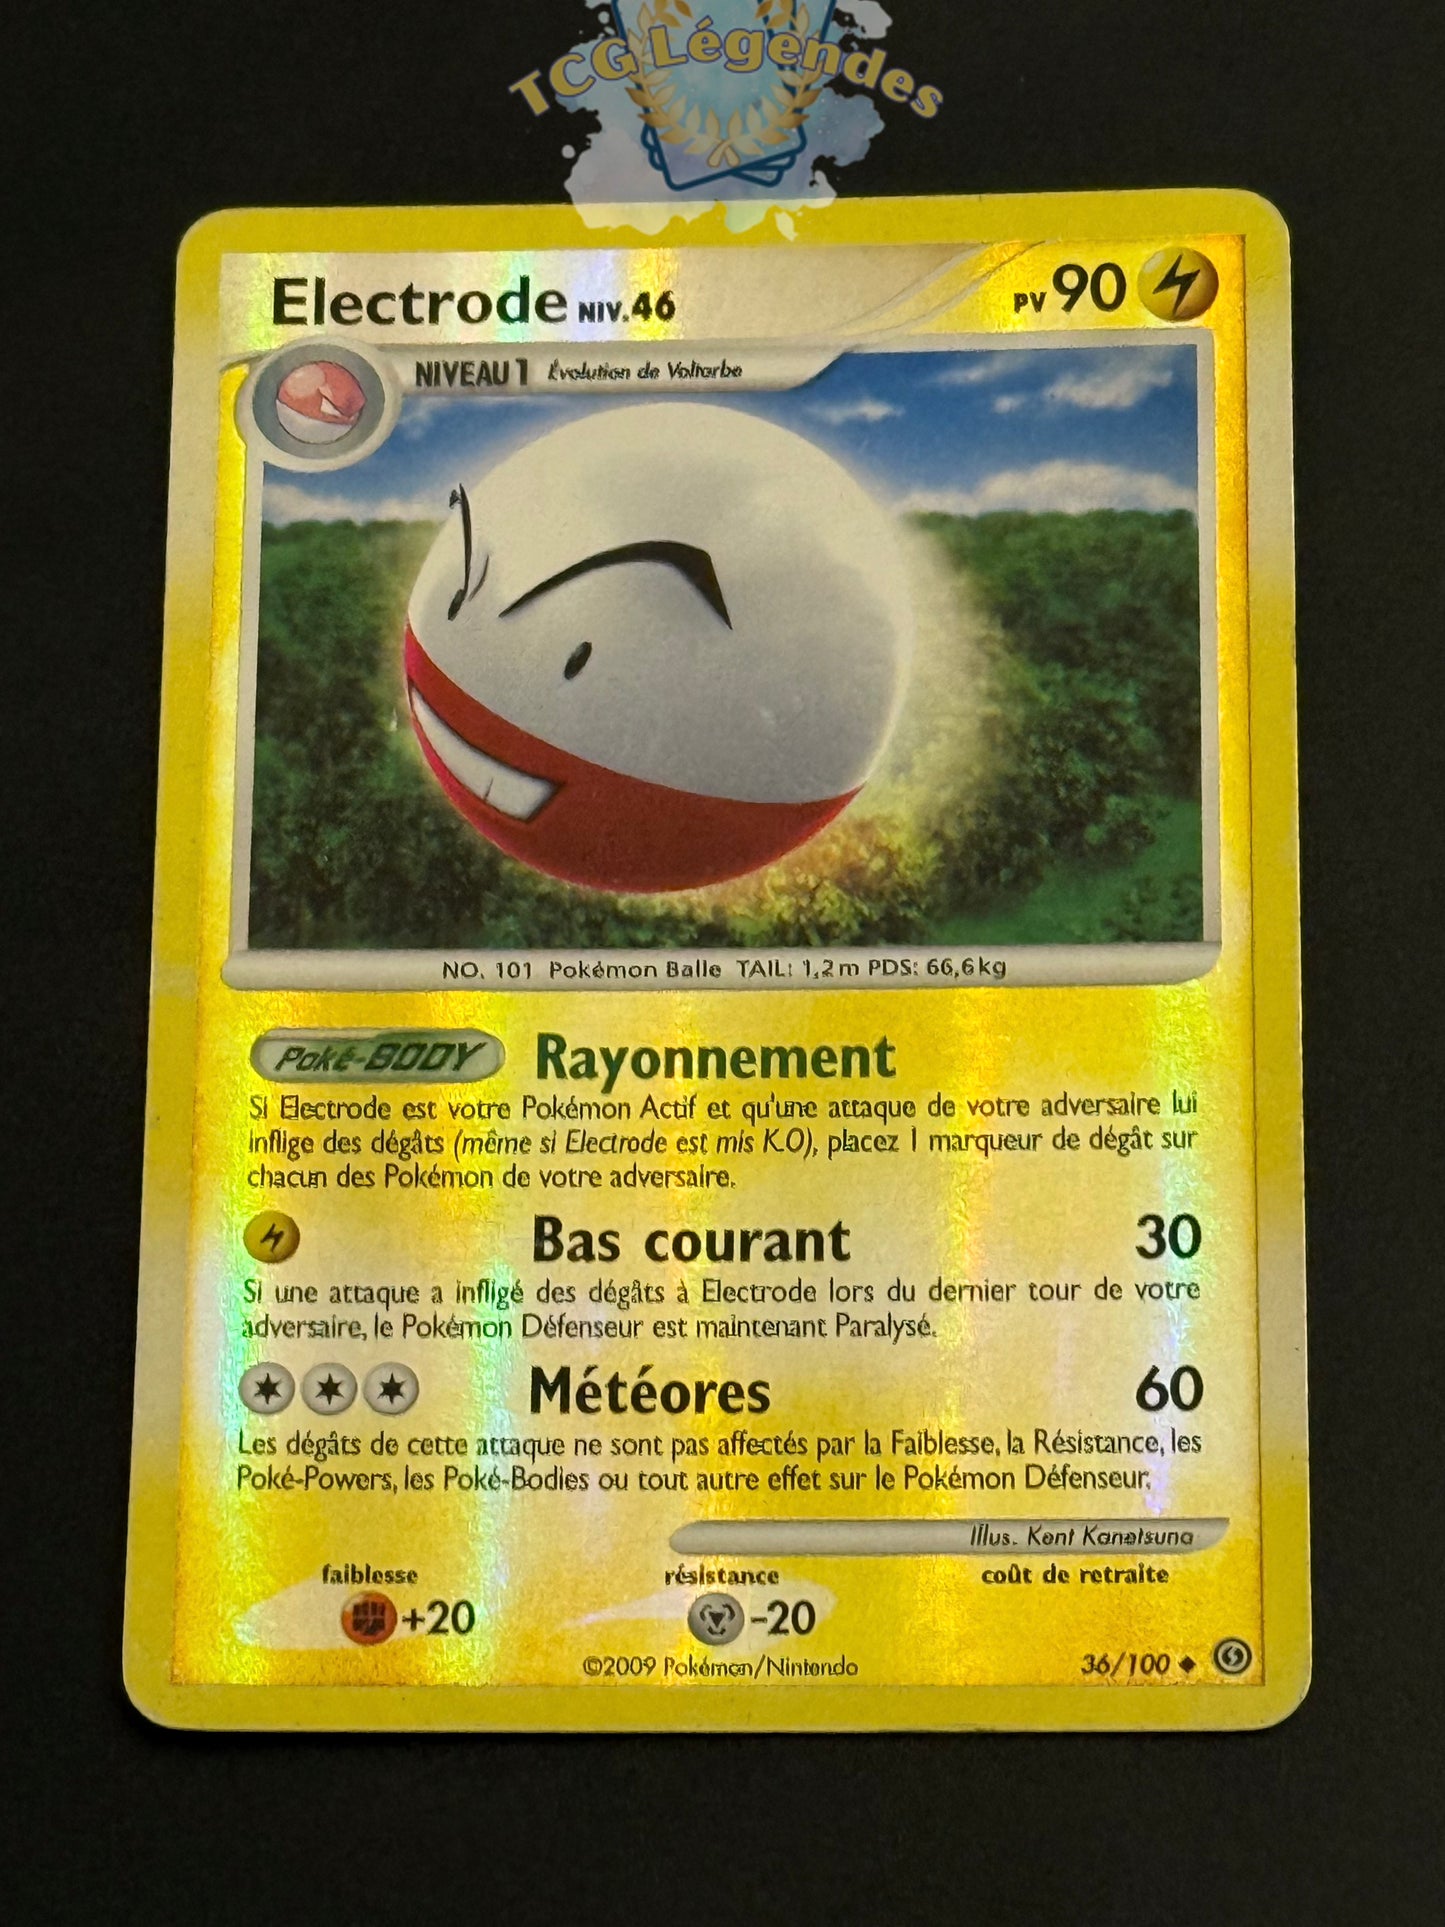 TCG Légendes
Electrode NIV.46
PV 90
NIVEAU 1 Évolution de Voltorbe
NO. 101 Pokémon Balle TAIL: 1,2 m PDS: 66,6 kg
Poké-BODY Rayonnement
Si Electrode est votre Pokémon Actif et qu'une attaque de votre adversaire lui
inflige des dégâts (même si Electrode est mis K.O), placez 1 marqueur de dégât sur
chacun des Pokémon de votre adversaire.
Bas courant 30
Si une attaque a infligé des dégâts à Electrode lors du dernier tour de votre
adversaire, le Pokémon Défenseur est maintenant Paralysé.
Météores 60
Les dégâts de cette attaque ne sont pas affectés par la Faiblesse, la Résistance, les
Poké-Powers, les Poké-Bodies ou tout autre effet sur le Pokémon Défenseur.
Illus. Kent Kanetsuna
faiblesse résistance coût de retraite
+20 -20
©2009 Pokémon/Nintendo 36/100